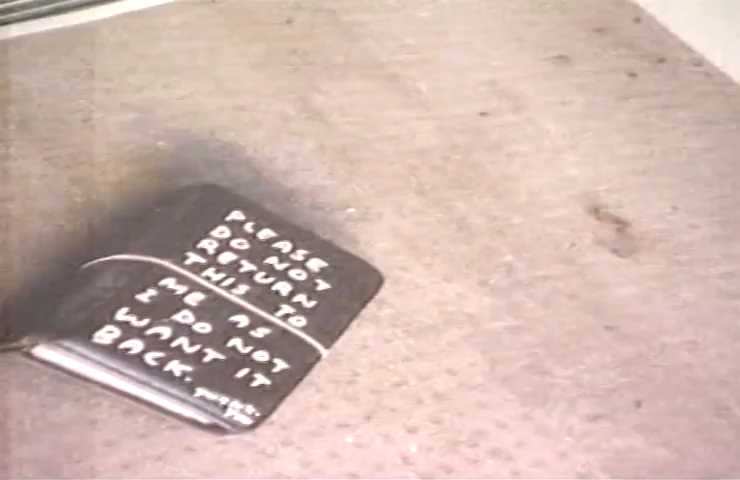 PLEASE
DO NOT
RETURN
THIS TO
ME AS
I DO NOT
WANT IT
BACK.